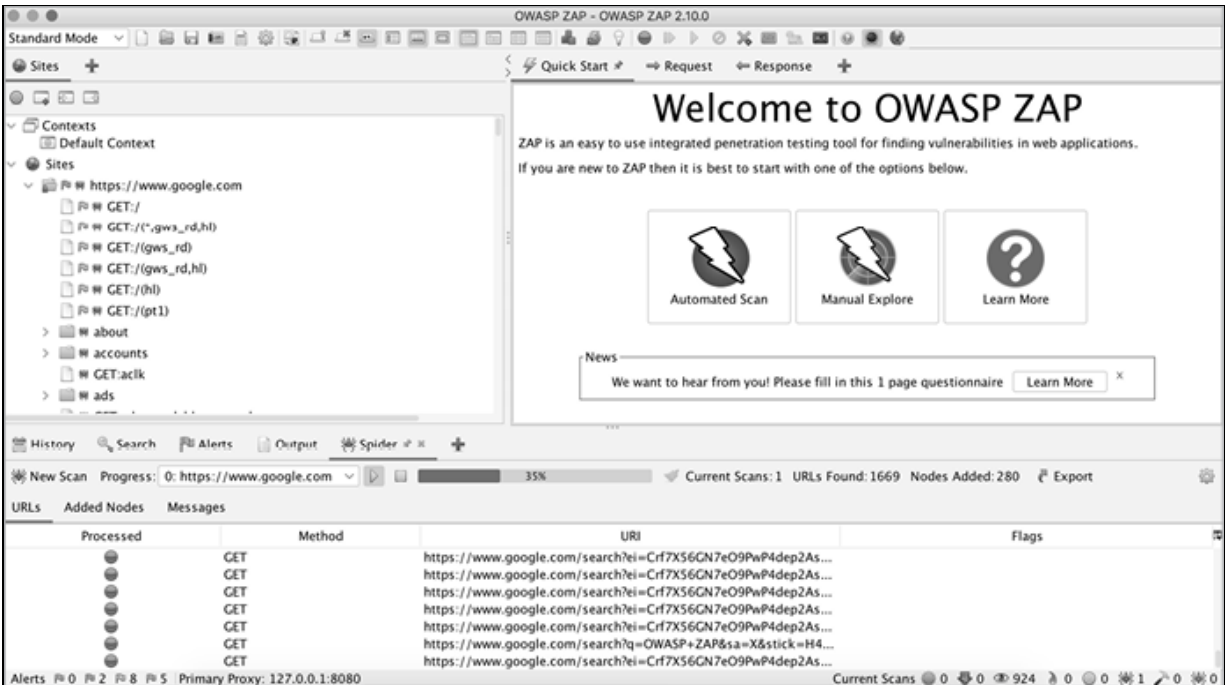 OWASP ZAP - OWASP ZAP 2.10.0
Standard Mode
Sites
Quick Start
Request
Response
Contexts
Default Context
Sites
https://www.google.com
GET:/
GET:/(*,gws_rd,hl)
GET:/(gws_rd)
GET:/(gws_rd,hl)
GET:/(hl)
GET:/(pt1)
about
accounts
GET:aclk
ads
Welcome to OWASP ZAP
ZAP is an easy to use integrated penetration testing tool for finding vulnerabilities in web applications.
If you are new to ZAP then it is best to start with one of the options below.
Automated Scan
Manual Explore
Learn More
News
We want to hear from you! Please fill in this 1 page questionnaire Learn More x
History Search Alerts Output Spider
New Scan Progress: 0: https://www.google.com 35% Current Scans: 1 URLs Found: 1669 Nodes Added: 280 Export
URLs Added Nodes Messages
Processed Method URI Flags
GET https://www.google.com/search?ei=Crf7X56GN7eO9PwP4dep2As...
GET https://www.google.com/search?ei=Crf7X56GN7eO9PwP4dep2As...
GET https://www.google.com/search?ei=Crf7X56GN7eO9PwP4dep2As...
GET https://www.google.com/search?ei=Crf7X56GN7eO9PwP4dep2As...
GET https://www.google.com/search?ei=Crf7X56GN7eO9PwP4dep2As...
GET https://www.google.com/search?q=OWASP+ZAP&sa=X&stick=H4...
GET https://www.google.com/search?ei=Crf7X56GN7eO9PwP4dep2As...
Alerts 0 2 8 5 Primary Proxy: 127.0.0.1:8080 Current Scans 0 0 924 0 0 1 0 0